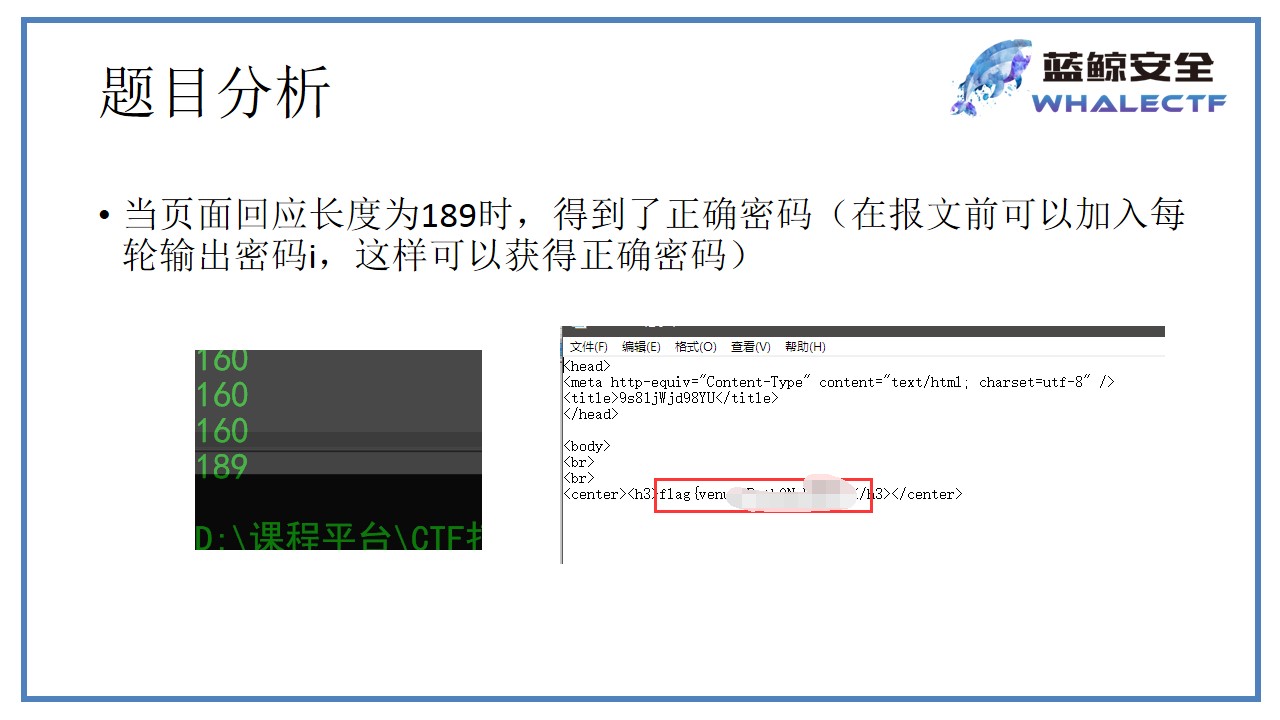 题目分析
蓝鲸安全
WHALECTF
• 当页面回应长度为189时，得到了正确密码（在报文前可以加入每
轮输出密码i，这样可以获得正确密码）
160
160
160
189
D:\课程平台\CTF
文件(F) 编辑(E) 格式(O) 查看(V) 帮助(H)
<head>
<meta http-equiv="Content-Type" content="text/html; charset=utf-8" />
<title>9s81jWjd98YU</title>
</head>
<body>
<br>
<br>
<center><h3>flag{venu /h3></center>